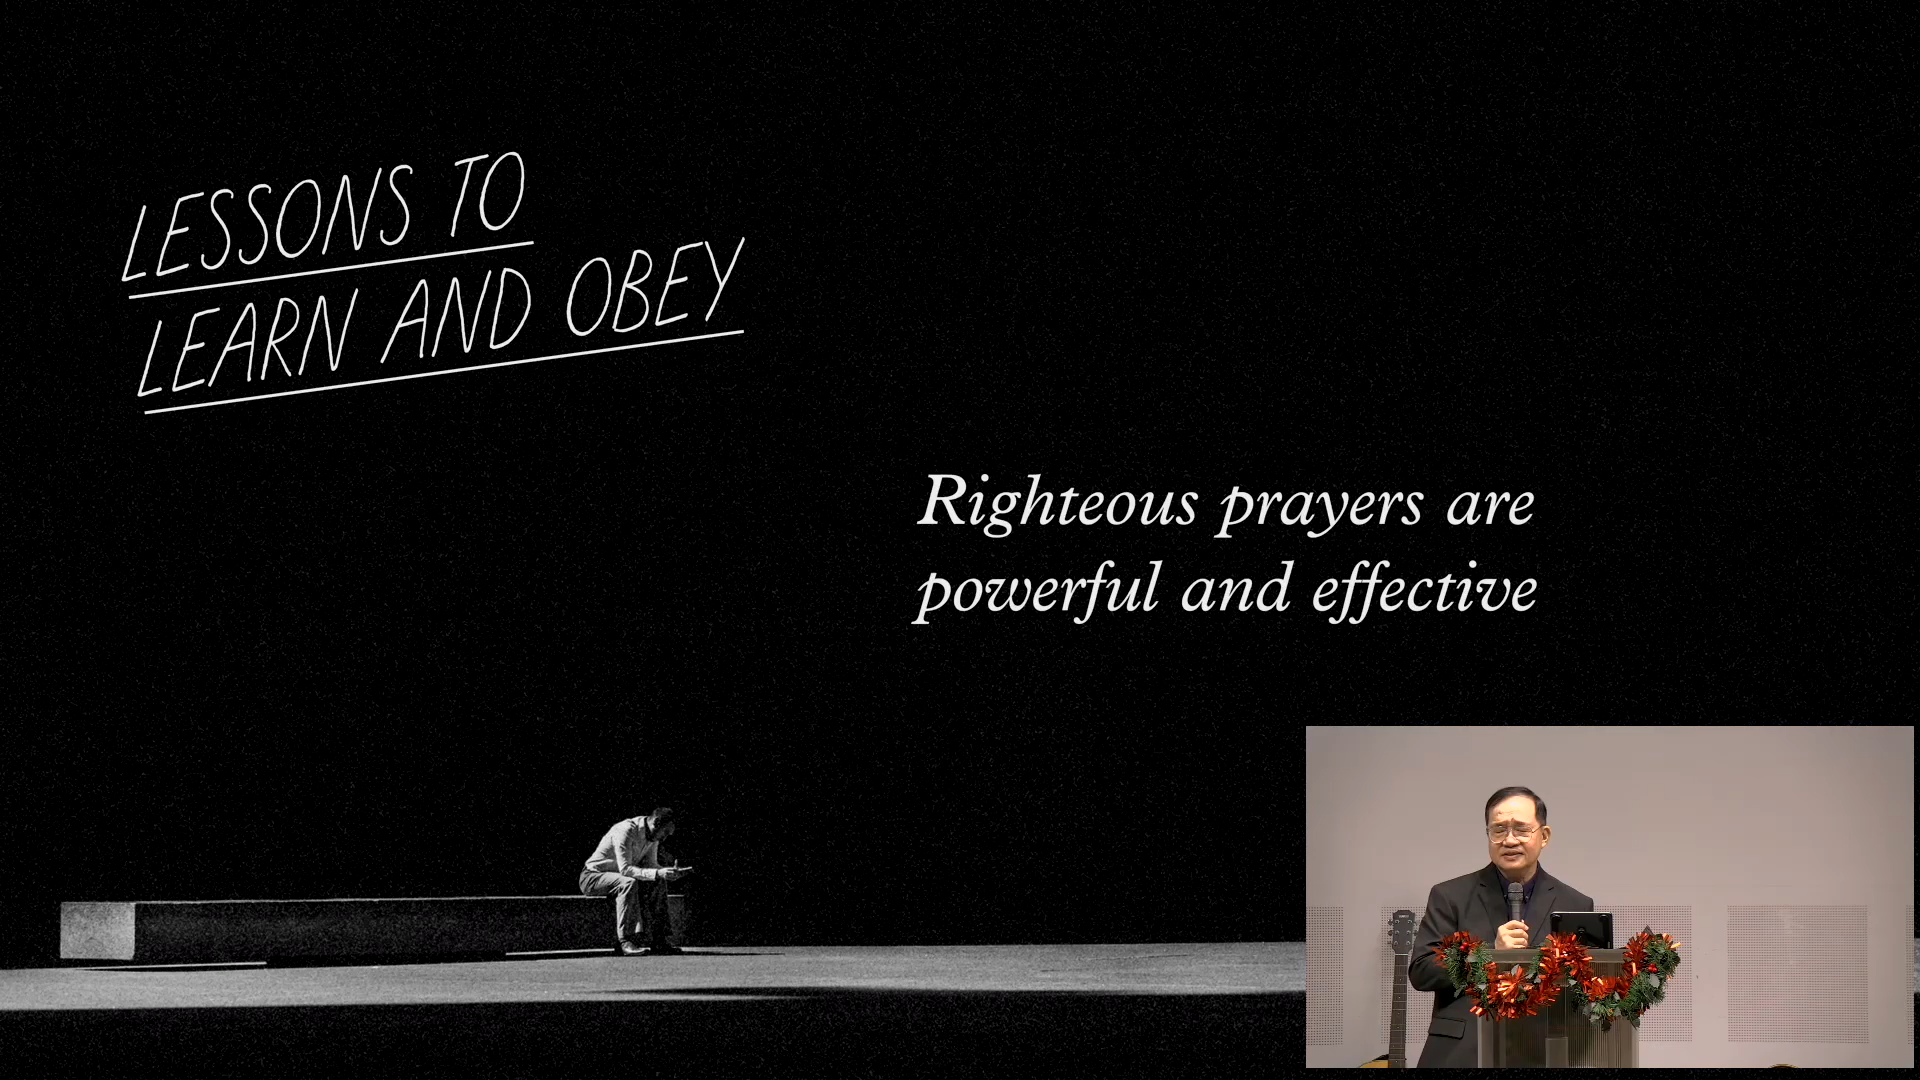 LESSONS TO
LEARN AND OBEY
Righteous prayers are
powerful and effective